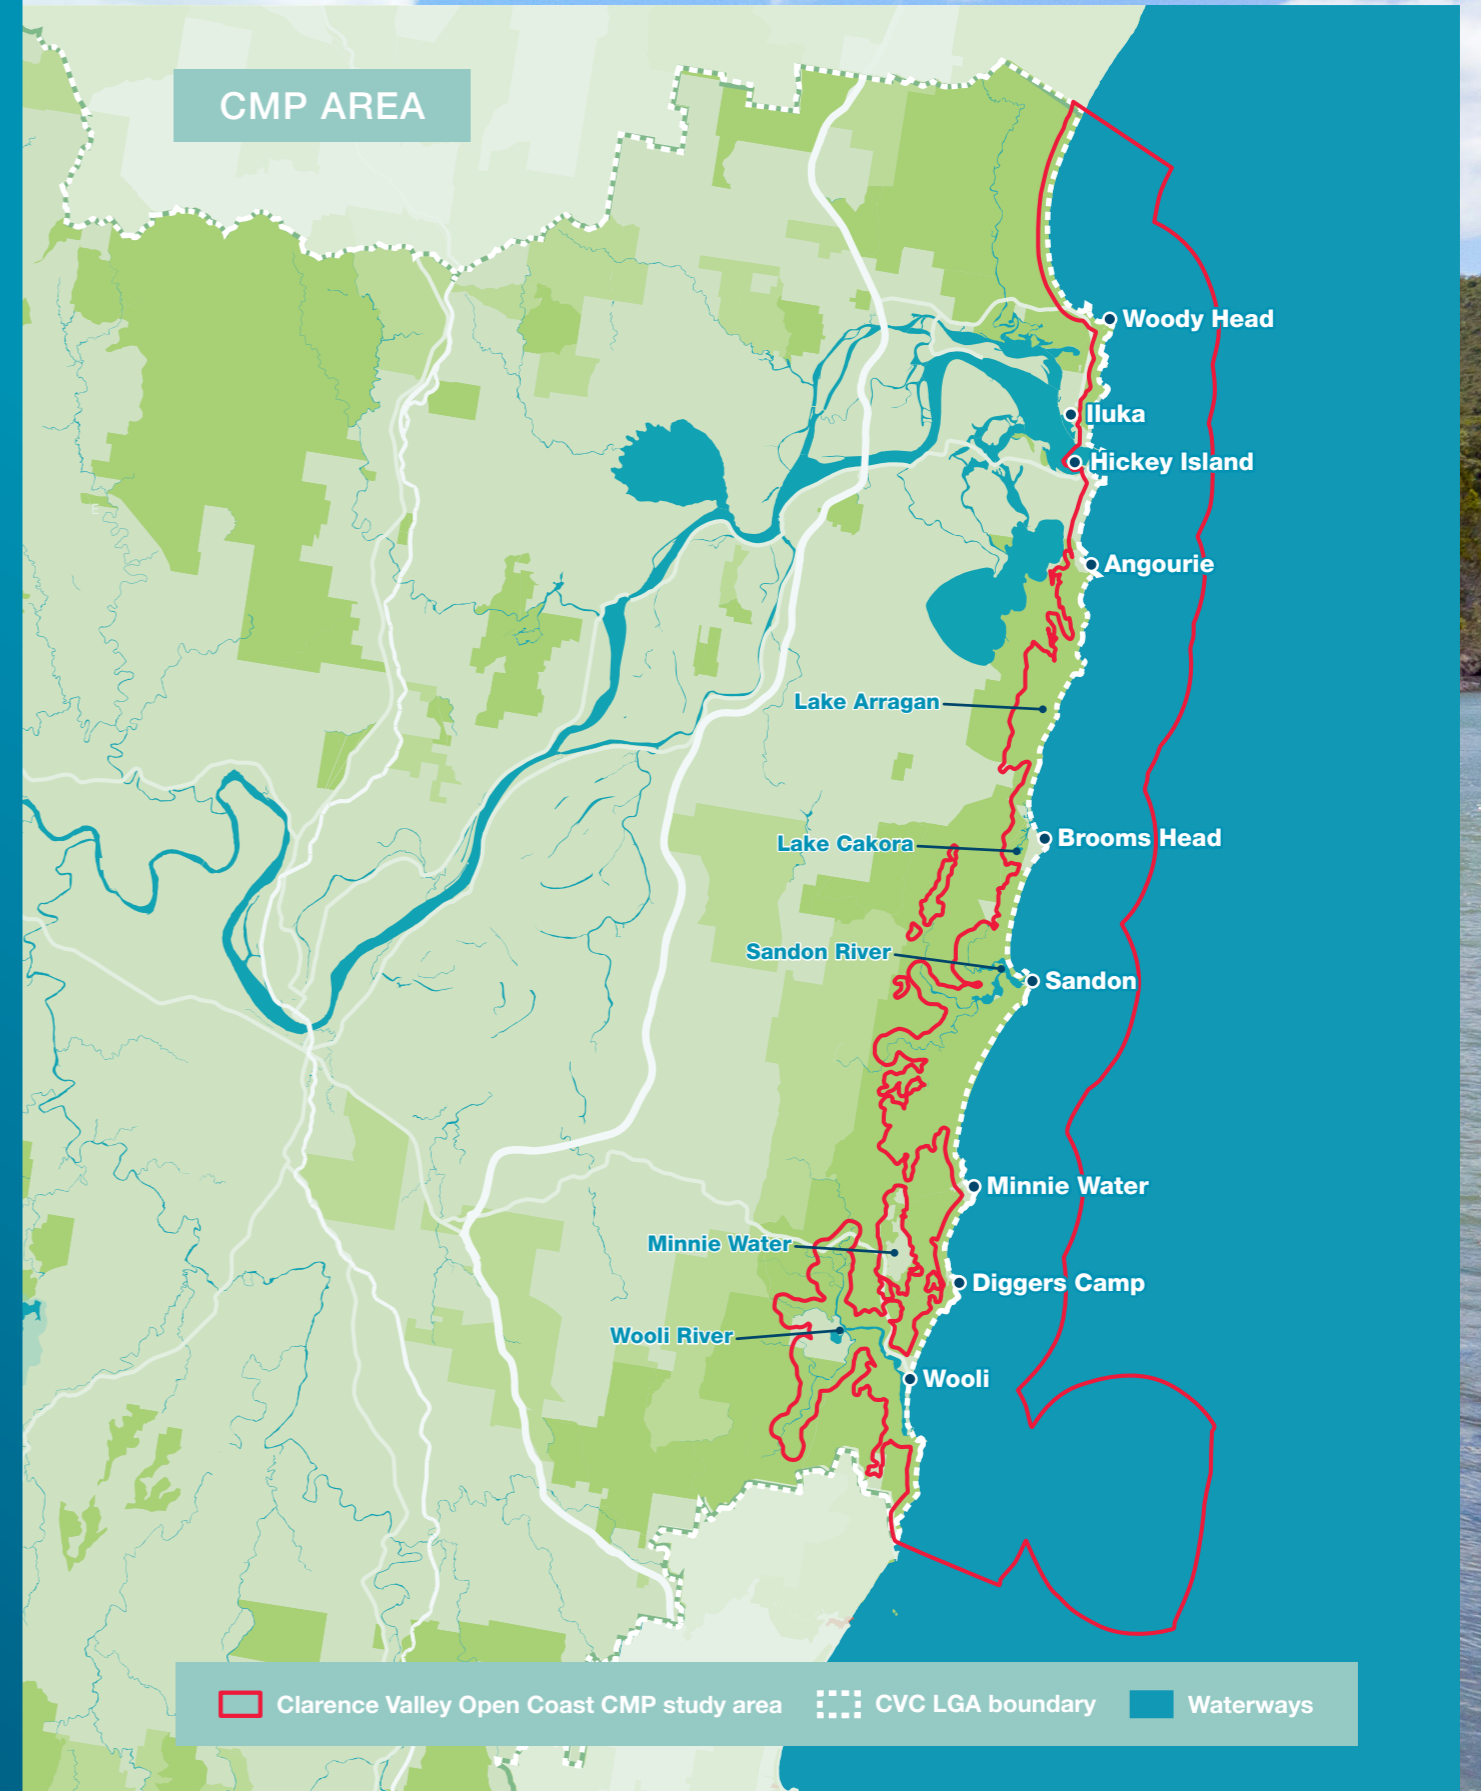 CMP AREA
Woody Head
Iluka
Hickey Island
Angourie
Lake Arragan
Brooms Head
Lake Cakora
Sandon River
Sandon
Minnie Water
Minnie Water
Diggers Camp
Wooli River
Wooli
Clarence Valley Open Coast CMP study area
CVC LGA boundary
Waterways